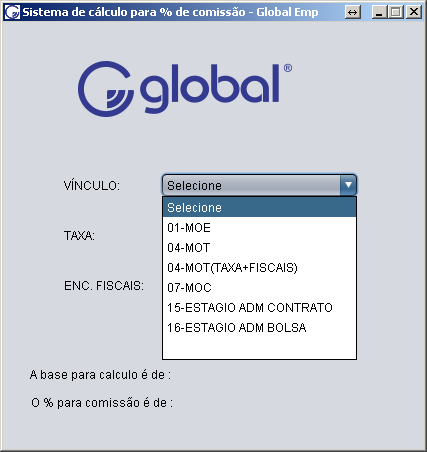 Sistema de cálculo para % de comissão - Global Emp
global®
VÍNCULO:
Selecione
Selecione
01-MOE
04-MOT
TAXA:
04-MOT(TAXA+FISCAIS)
ENC. FISCAIS:
07-MOC
15-ESTAGIO ADM CONTRATO
16-ESTAGIO ADM BOLSA
A base para calculo é de :
O % para comissão é de :